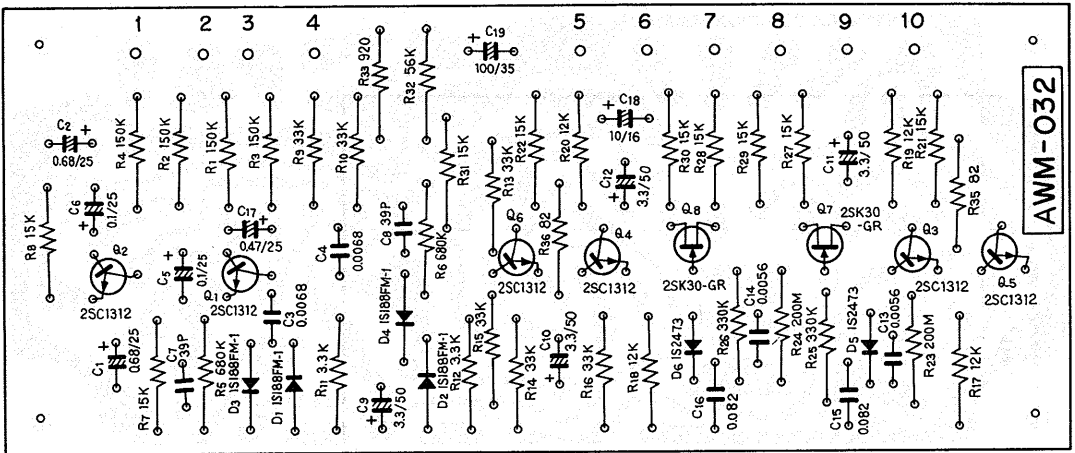 1 2 3 4 5 6 7 8 9 10
AWM-032
C2 +
0.68/25
R4 150K
R2 150K
R1 150K
R3 150K
R9 33K
R10 33K
R33 920
R32 56K
+ C19
100/35
R31 15K
R13 33K
R22 15K
R20 12K
+ C18
10/16
C12
3.3/50
+
R30 15K
R28 15K
R29 15K
R27 15K
+
C11
3.3/50
R19 12K
R21 15K
R35 82
R8 15K
C6
0.1/25
+
C17 +
0.47/25
C4
0.0068
C8 39P
R6 680K
Q6
2SC1312
R36 82
Q4
2SC1312
Q8
2SK30-GR
Q7
2SK30
-GR
Q3
2SC1312
Q5
2SC1312
Q2
2SC1312
+
C5
0.1/25
Q1
2SC1312
C3
0.0068
D4 1S188FM-1
+
C1
0.68/25
R7 15K
C7
39P
R5 680K
D3 1S188FM-1
D1 1S188FM-1
R11 3.3K
C9
3.3/50
+
D2 1S188FM-1
R12 3.3K
R15 33K
R14 33K
C10
3.3/50
+
R16 33K
R18 12K
D6 1S2473
C16
0.082
R26 330K
C14
0.0056
R24 200M
R25 330K
D5 1S2473
C15
0.082
C13
0.0056
R23 200M
R17 12K